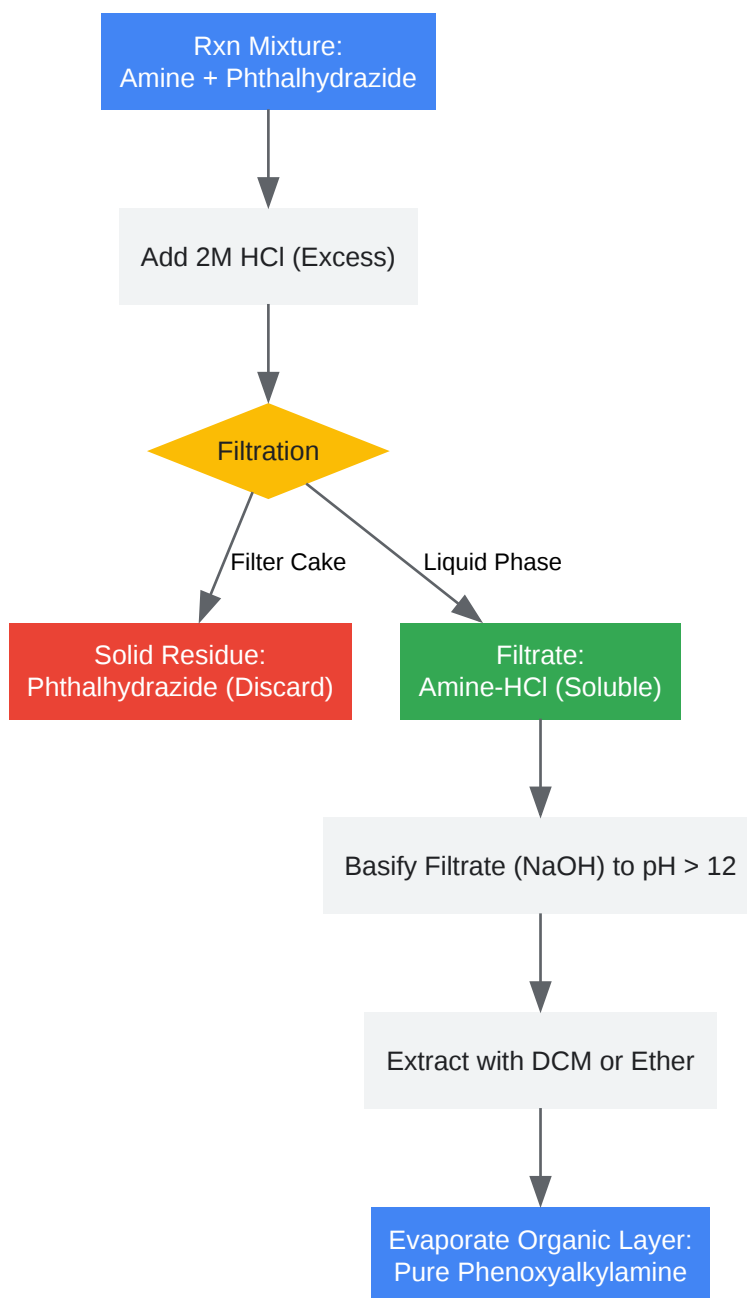 Rxn Mixture:
Amine + Phthalhydrazide
Add 2M HCl (Excess)
Filtration
Filter Cake
Liquid Phase
Solid Residue:
Phthalhydrazide (Discard)
Filtrate:
Amine-HCl (Soluble)
Basify Filtrate (NaOH) to pH > 12
Extract with DCM or Ether
Evaporate Organic Layer:
Pure Phenoxyalkylamine